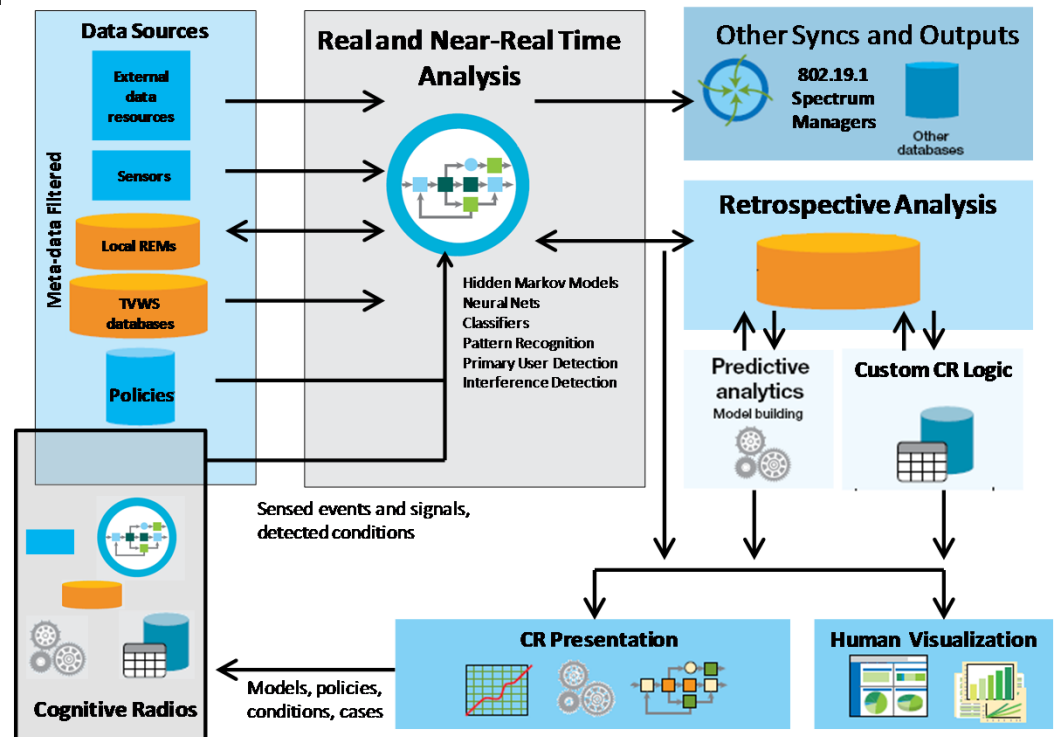 Data Sources
External
data
resources
Sensors
Local REMs
TVWS
databases
Policies
Meta-data Filtered
Real and Near-Real Time
Analysis
Hidden Markov Models
Neural Nets
Classifiers
Pattern Recognition
Primary User Detection
Interference Detection
Other Syncs and Outputs
802.19.1
Spectrum
Managers
Other
databases
Retrospective Analysis
Predictive
analytics
Model building
Custom CR Logic
Sensed events and signals,
detected conditions
CR Presentation
Human Visualization
Models, policies,
conditions, cases
Cognitive Radios